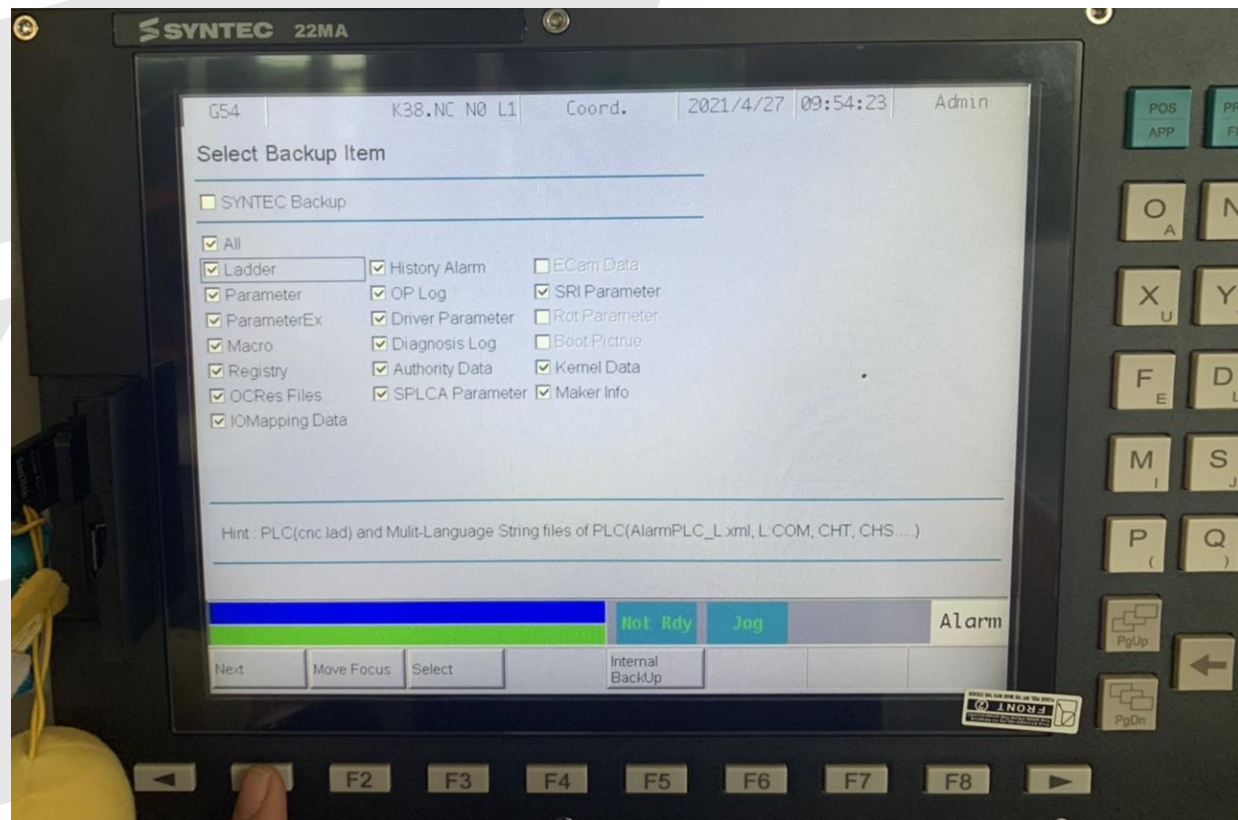 SYNTEC 22MA
G54 K38.NC N0 L1 Coord. 2021/4/27 09:54:23 Admin
Select Backup Item
SYNTEC Backup
All
Ladder History Alarm ECam Data
Parameter OP Log SRI Parameter
ParameterEx Driver Parameter Rot Parameter
Macro Diagnosis Log Boot Pictrue
Registry Authority Data Kernel Data
OCRes Files SPLCA Parameter Maker Info
IOMapping Data
Hint : PLC(cnc.lad) and Mulit-Language String files of PLC(AlarmPLC_L.xml, L:COM, CHT, CHS.....)
Not Rdy Jog Alarm
Next Move Focus Select Internal
BackUp
FRONT 2
F2 F3 F4 F5 F6 F7 F8
POS
APP
O A N
X U Y
F E D L
M I S J
P ( Q )
PgUp
PgDn